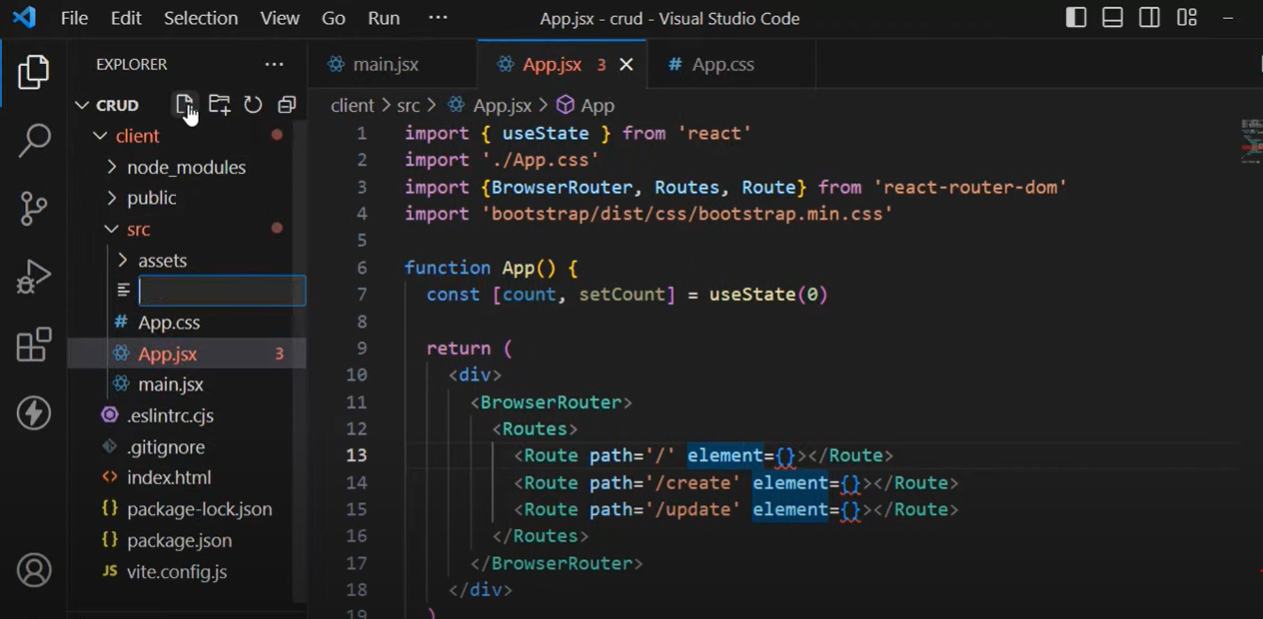 File Edit Selection View Go Run ··· App.jsx - crud - Visual Studio Code
EXPLORER ···
CRUD
client
node_modules
public
src
assets
# App.css
App.jsx 3
main.jsx
.eslintrc.cjs
.gitignore
<> index.html
{} package-lock.json
{} package.json
JS vite.config.js
main.jsx App.jsx 3 × # App.css
client > src > App.jsx > App
1 import { useState } from 'react'
2 import './App.css'
3 import {BrowserRouter, Routes, Route} from 'react-router-dom'
4 import 'bootstrap/dist/css/bootstrap.min.css'
5
6 function App() {
7 const [count, setCount] = useState(0)
8
9 return (
10 <div>
11 <BrowserRouter>
12 <Routes>
13 <Route path='/' element={}></Route>
14 <Route path='/create' element={}></Route>
15 <Route path='/update' element={}></Route>
16 </Routes>
17 </BrowserRouter>
18 </div>
19 )